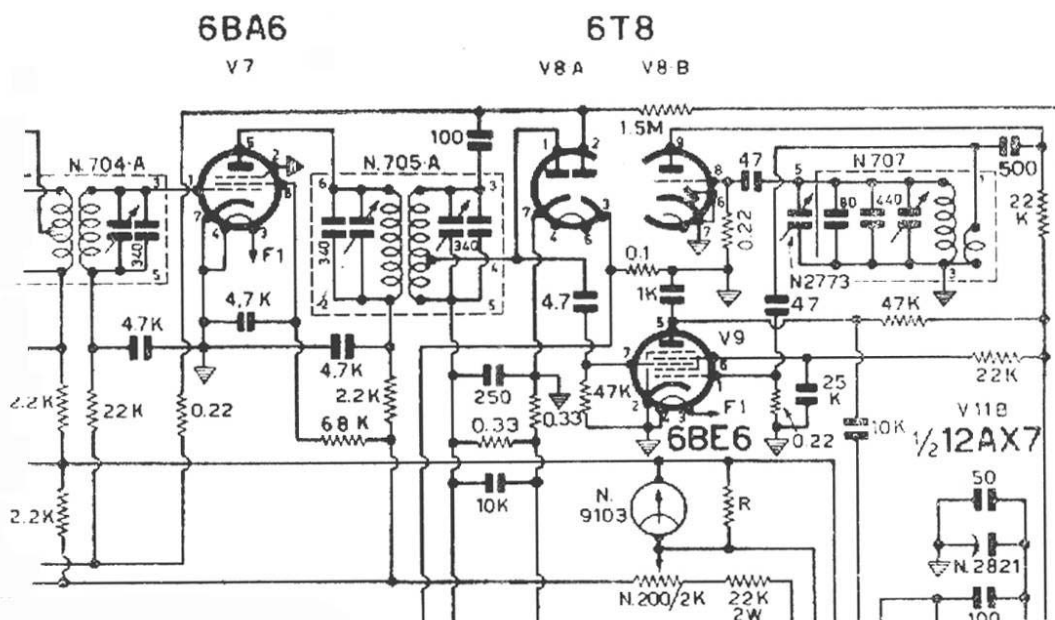 6BA6
6T8
V7
V8A
V8·B
1.5M
100
N.704·A
N.705·A
47
N707
500
22
K
340
340
340
80
440
F1
0.22
N2773
0.1
1K
4.7
47
47K
4.7K
4.7K
4.7K
V9
22K
2.2K
22K
0.22
2.2K
68K
250
0.33
0.33
47K
F1
6BE6
25
K
0.22
10K
V11B
1/2 12AX7
10K
2.2K
N.
9103
R
50
N.2821
N.200/2K
22K
2W
100